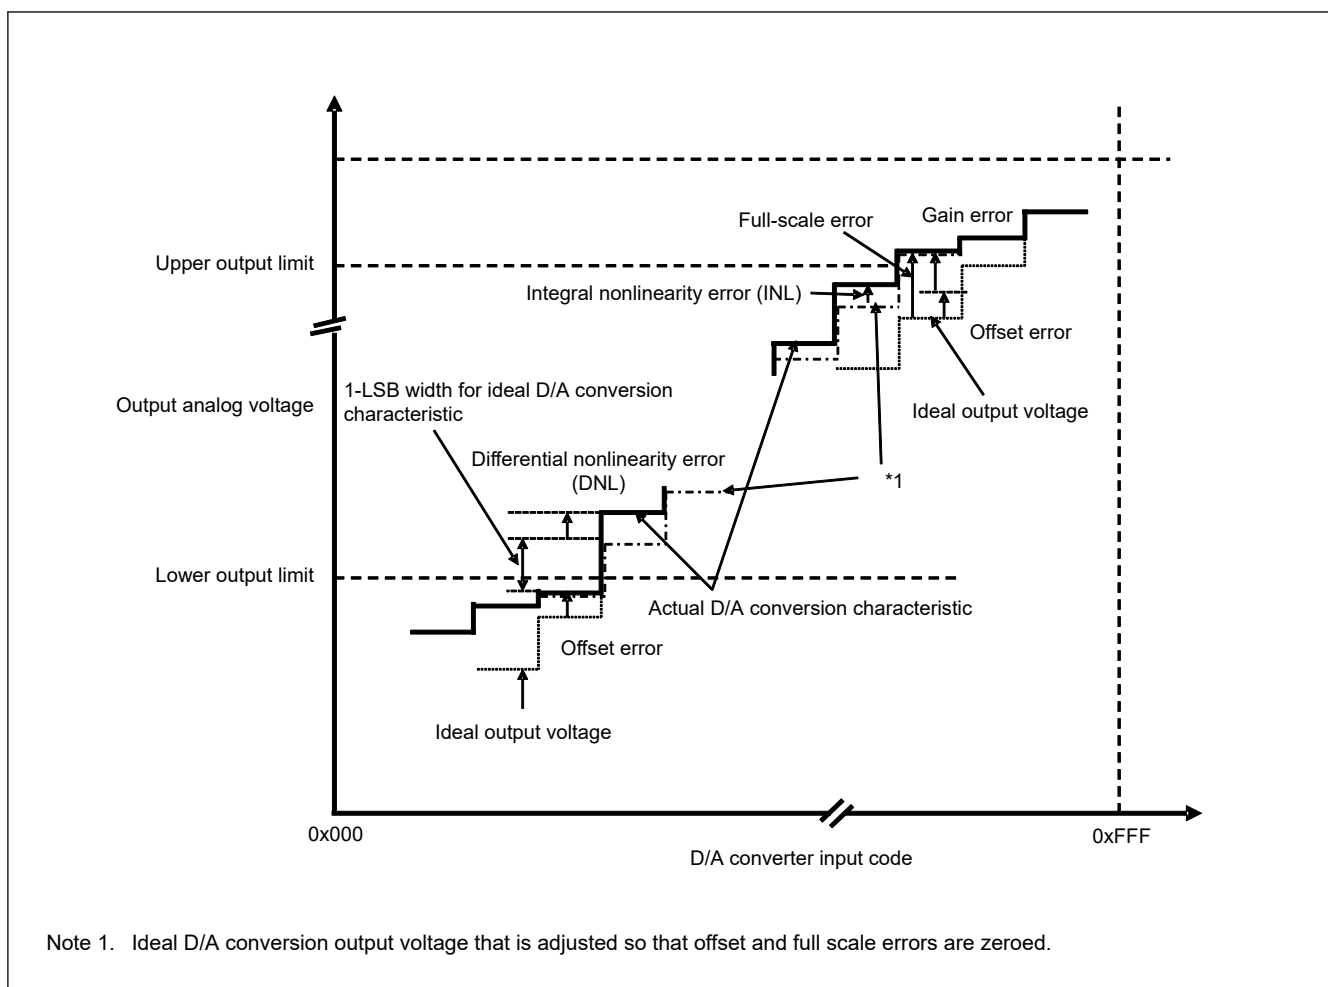 Full-scale error
Gain error
Upper output limit
Integral nonlinearity error (INL)
Offset error
1-LSB width for ideal D/A conversion
characteristic
Output analog voltage
Ideal output voltage
Differential nonlinearity error
(DNL)
*1
Lower output limit
Actual D/A conversion characteristic
Offset error
Ideal output voltage
0x000
0xFFF
D/A converter input code
Note 1. Ideal D/A conversion output voltage that is adjusted so that offset and full scale errors are zeroed.